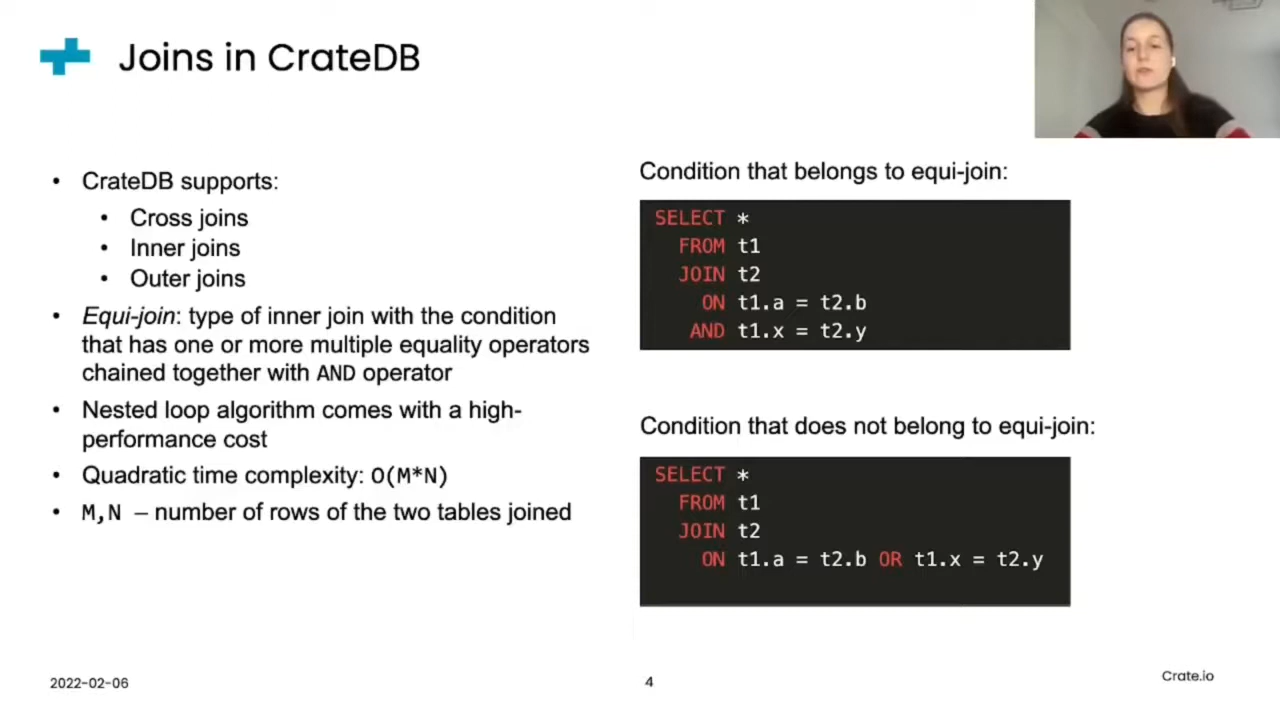 Joins in CrateDB
• CrateDB supports:
• Cross joins
• Inner joins
• Outer joins
• Equi-join: type of inner join with the condition
that has one or more multiple equality operators
chained together with AND operator
• Nested loop algorithm comes with a high-
performance cost
• Quadratic time complexity: O(M*N)
• M,N – number of rows of the two tables joined
Condition that belongs to equi-join:
SELECT *
FROM t1
JOIN t2
ON t1.a = t2.b
AND t1.x = t2.y
Condition that does not belong to equi-join:
SELECT *
FROM t1
JOIN t2
ON t1.a = t2.b OR t1.x = t2.y
2022-02-06
4
Crate.io